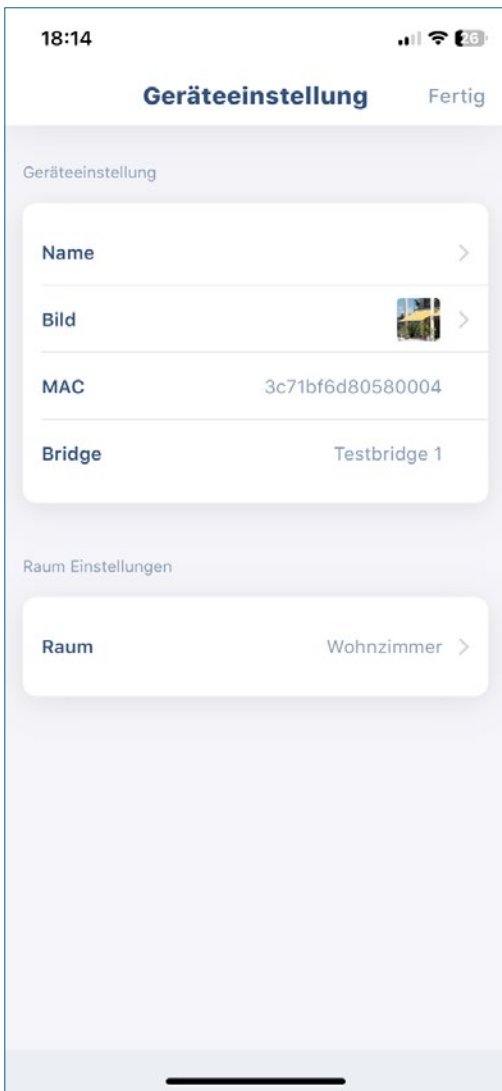 18:14
26
Geräteeinstellung Fertig
Geräteeinstellung
Name
Bild
MAC 3c71bf6d80580004
Bridge Testbridge 1
Raum Einstellungen
Raum Wohnzimmer